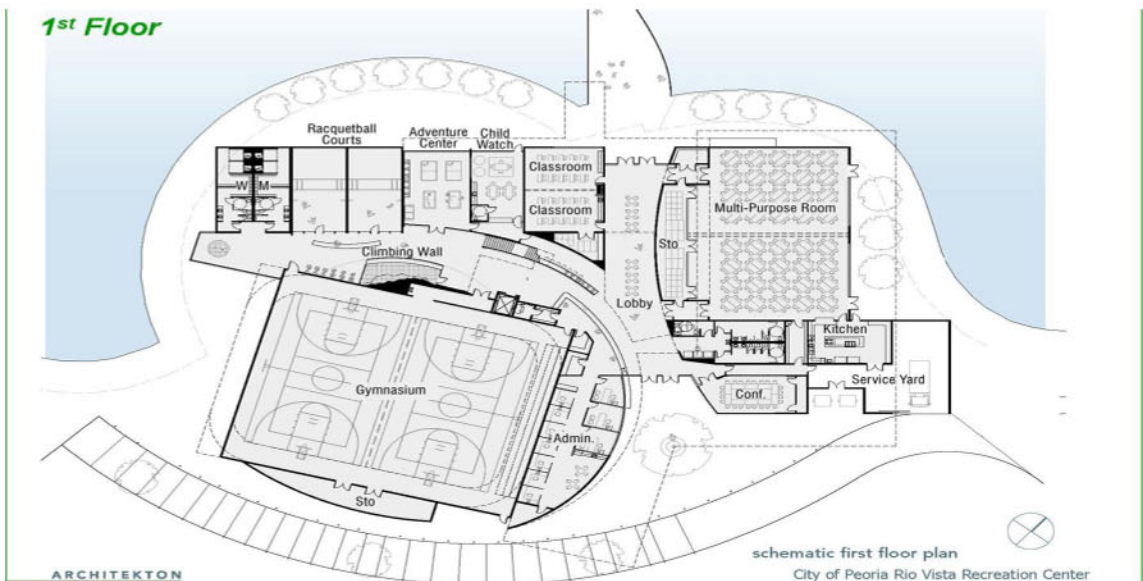 1st Floor
Racquetball
Courts
Adventure
Center
Child
Watch
Classroom
Classroom
W M
Multi-Purpose Room
Sto
Climbing Wall
Lobby
Kitchen
Service Yard
Conf.
Gymnasium
Admin.
Sto
schematic first floor plan
ARCHITEKTON
City of Peoria Rio Vista Recreation Center